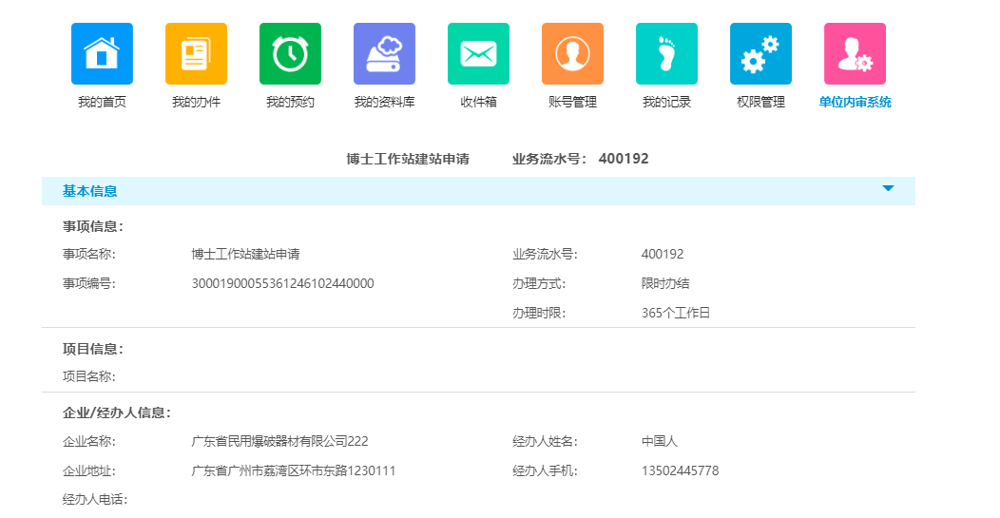 我的首页 我的办件 我的预约 我的资料库 收件箱 账号管理 我的记录 权限管理 单位内审系统
博士工作站建站申请 业务流水号： 400192
基本信息
事项信息：
事项名称： 博士工作站建站申请 业务流水号： 400192
事项编号： 30001900055361246102440000 办理方式： 限时办结
办理时限： 365个工作日
项目信息：
项目名称：
企业/经办人信息：
企业名称： 广东省民用爆破器材有限公司222 经办人姓名： 中国人
企业地址： 广东省广州市荔湾区环市东路1230111 经办人手机： 13502445778
经办人电话：